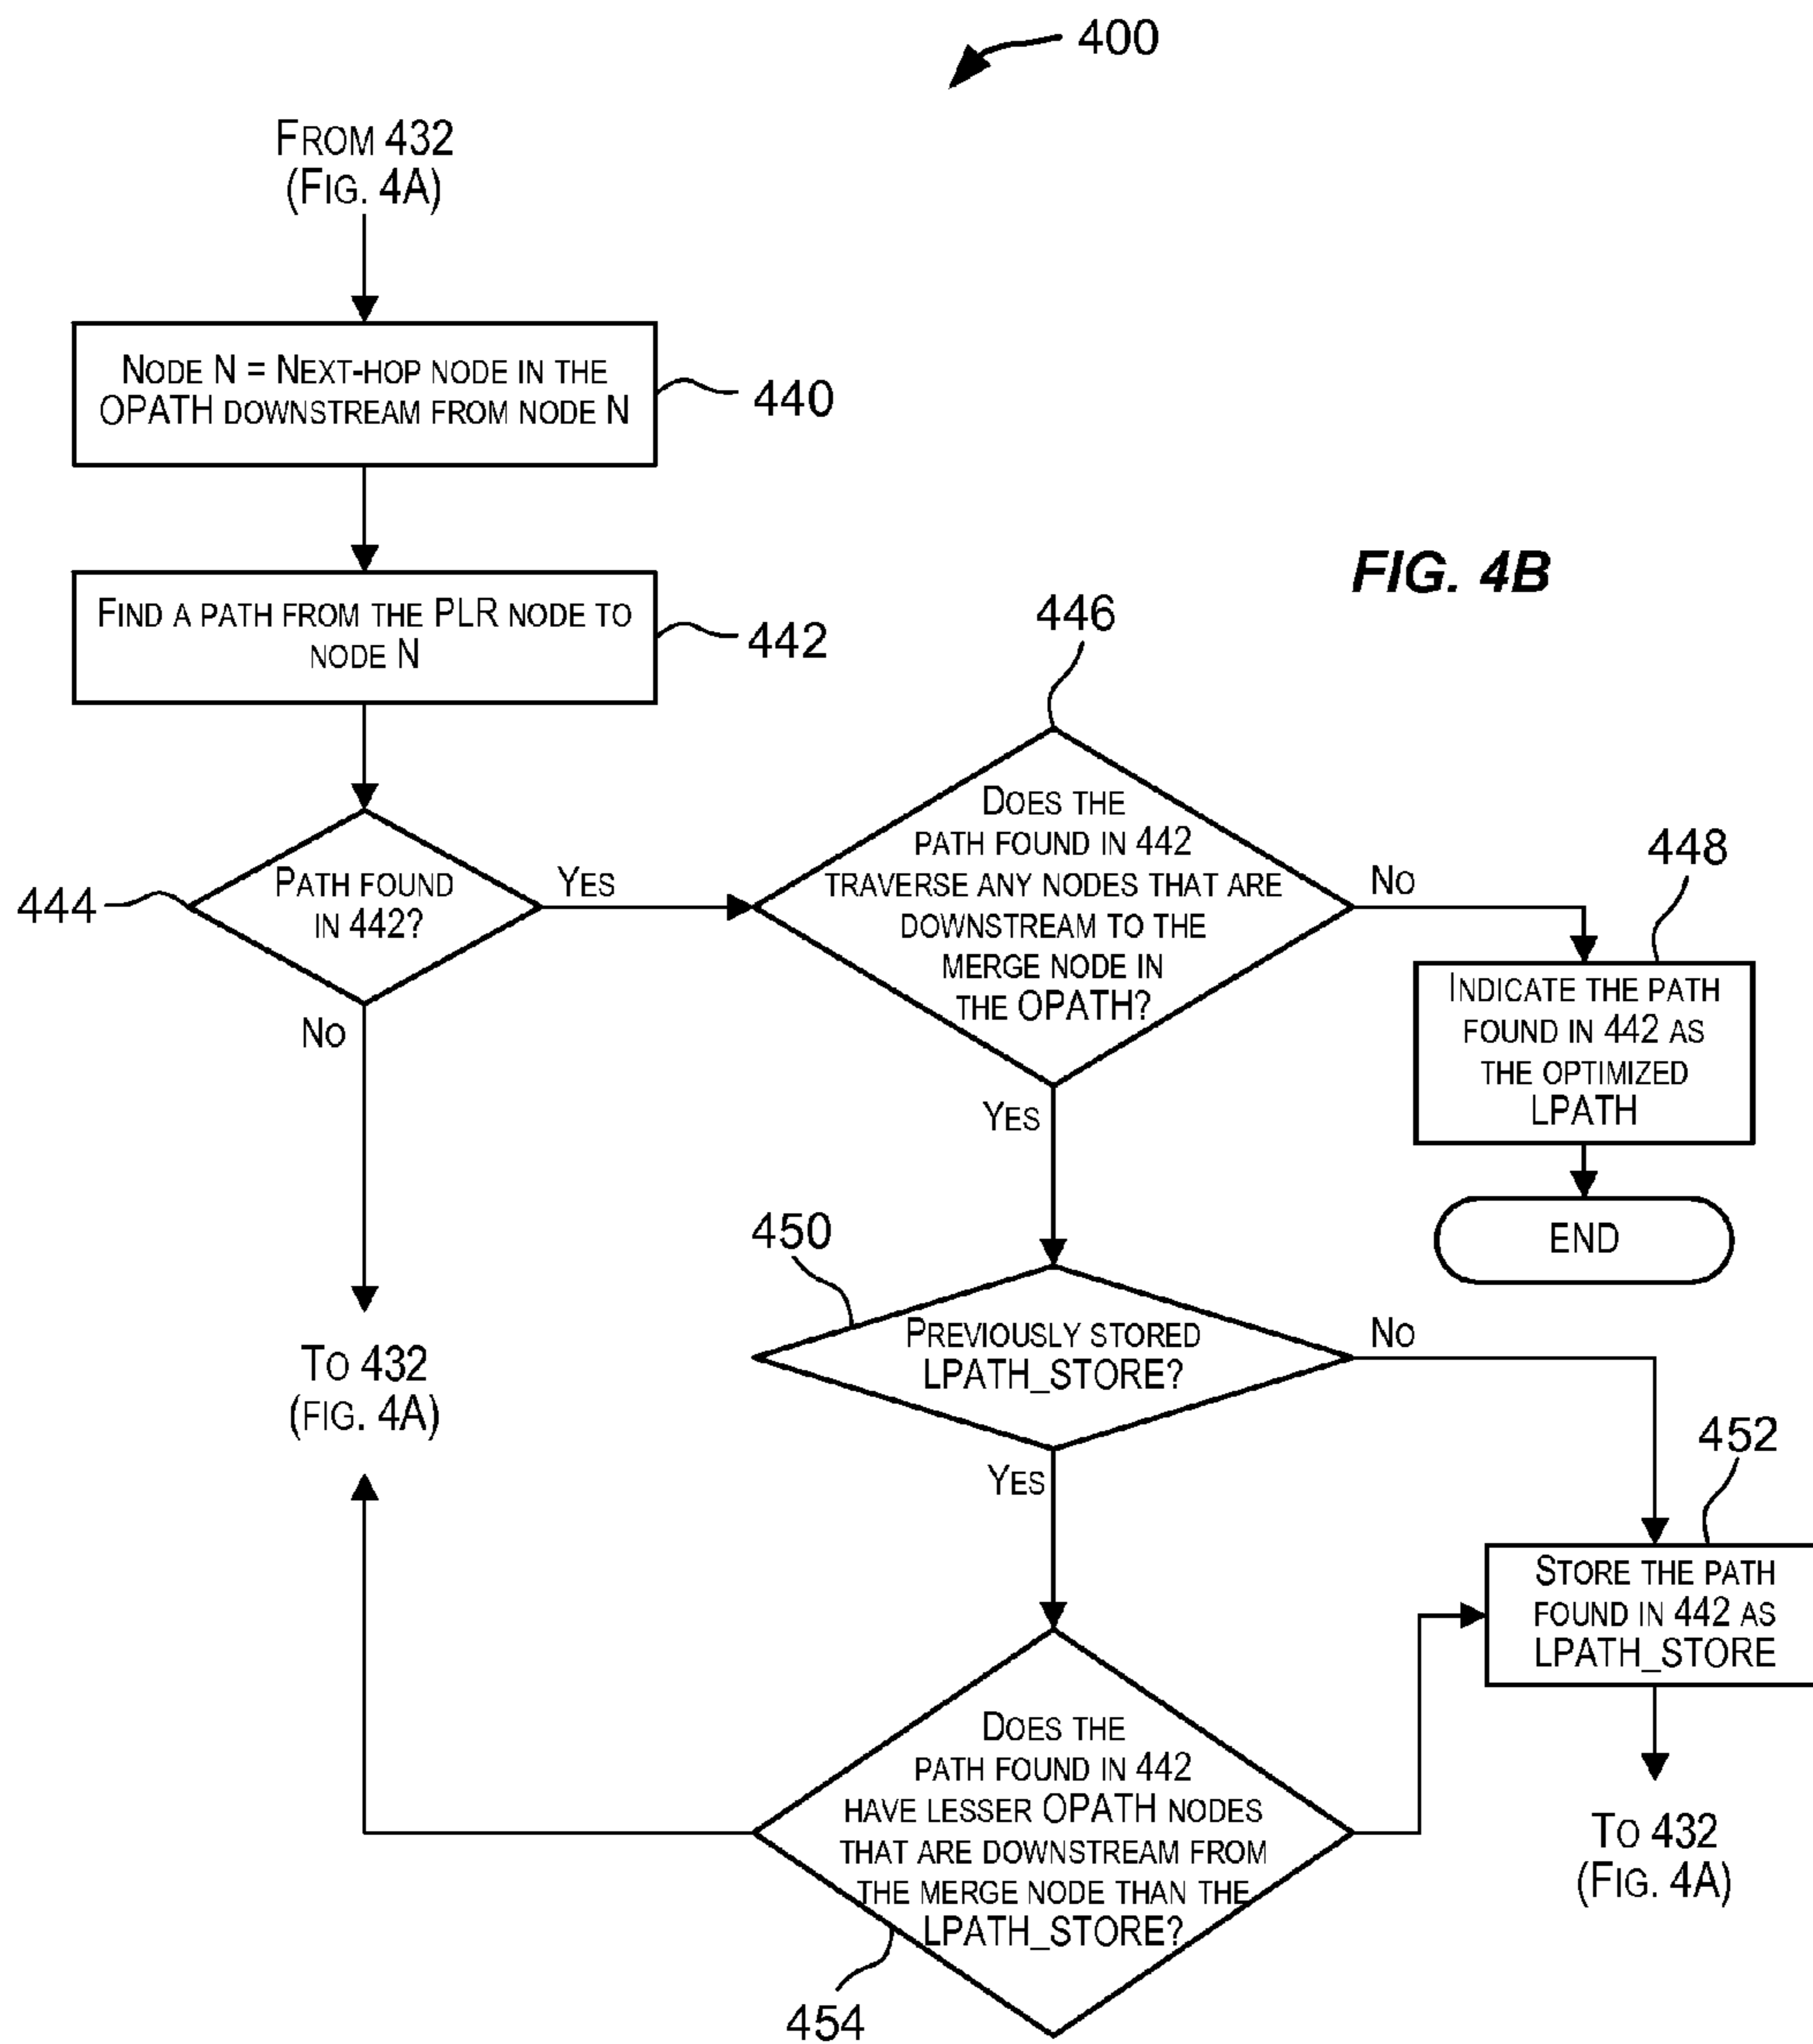 400
From 432
(Fig. 4A)
Node N = Next-hop node in the
OPATH downstream from node N
440
Find a path from the PLR node to
node N
442
FIG. 4B
444
Path found
in 442?
Yes
No
446
Does the
path found in 442
traverse any nodes that are
downstream to the
merge node in
the OPATH?
No
Yes
448
Indicate the path
found in 442 as
the optimized
LPATH
END
To 432
(fig. 4A)
450
Previously stored
LPATH_STORE?
No
Yes
452
Store the path
found in 442 as
LPATH_STORE
To 432
(Fig. 4A)
Does the
path found in 442
have lesser OPATH nodes
that are downstream from
the merge node than the
LPATH_STORE?
454